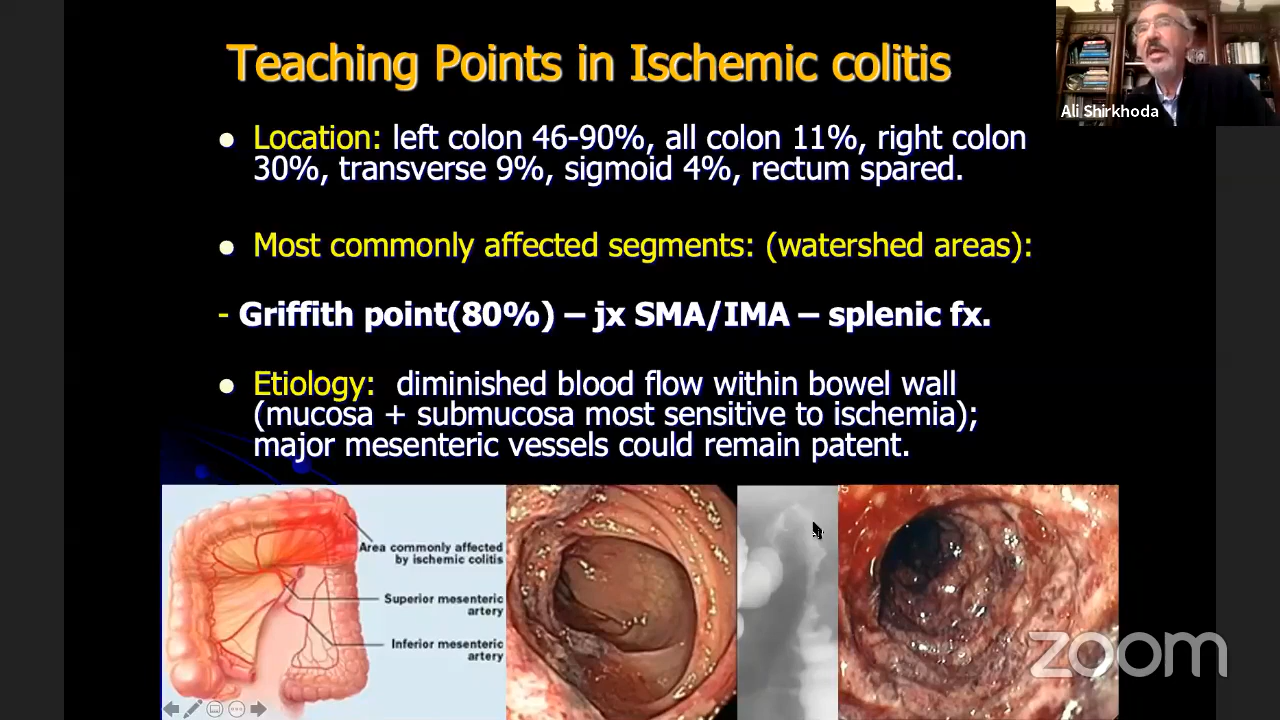 Teaching Points in Ischemic colitis
Ali Shirkhoda
● Location: left colon 46-90%, all colon 11%, right colon
30%, transverse 9%, sigmoid 4%, rectum spared.
● Most commonly affected segments: (watershed areas):
- Griffith point(80%) – jx SMA/IMA – splenic fx.
● Etiology: diminished blood flow within bowel wall
(mucosa + submucosa most sensitive to ischemia);
major mesenteric vessels could remain patent.
Area commonly affected
by ischemic colitis
Superior mesenteric
artery
Inferior mesenteric
artery
zoom